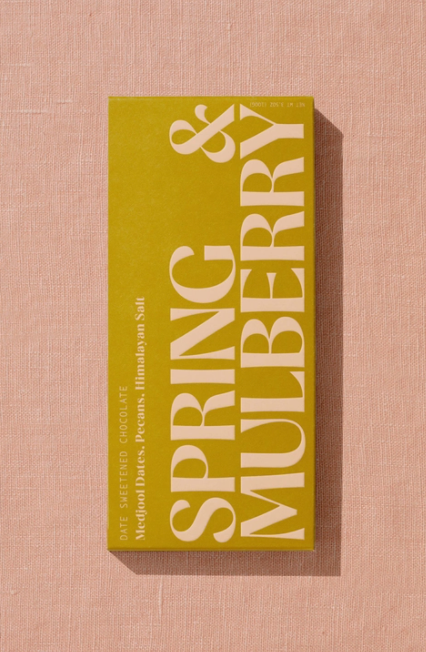 SPRING &
MULBERRY
DATE SWEETENED CHOCOLATE
Medjool Dates, Pecans, Himalayan Salt